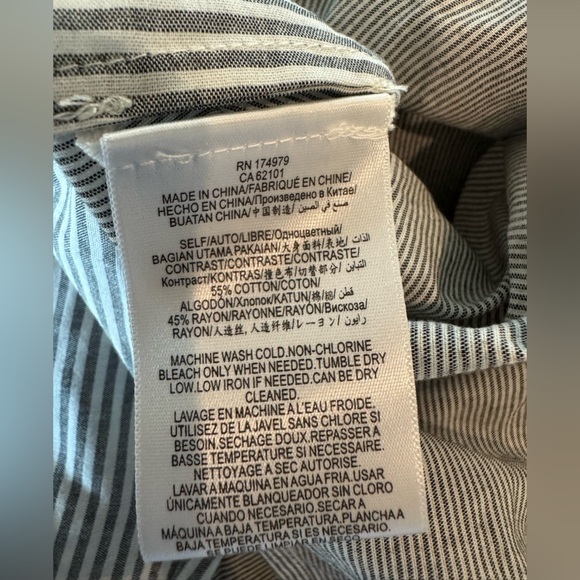 RN 174979
CA 62101
MADE IN CHINA/FABRIQUÉ EN CHINE/
HECHO EN CHINA/Произведено в Китае/
BUATAN CHINA/中国制造/ صنع في الصين
SELF/AUTO/LIBRE/Одноцветный/
BAGIAN UTAMA PAKAIAN/大身面料/表地/ الذات
CONTRAST/CONTRASTE/CONTRASTE/
Контраст/KONTRAS/撞色布/切替部分/ التباين
55% COTTON/COTON/
ALGODÓN/Хлопок/KATUN/棉/綿/ قطن
45% RAYON/RAYONNE/RAYÓN/Вискоза/
RAYON/人造丝,人造纤维/レーヨン/ رايون
MACHINE WASH COLD.NON-CHLORINE
BLEACH ONLY WHEN NEEDED.TUMBLE DRY
LOW.LOW IRON IF NEEDED.CAN BE DRY
CLEANED.
LAVAGE EN MACHINE A L'EAU FROIDE.
UTILISEZ DE LA JAVEL SANS CHLORE SI
BESOIN.SECHAGE DOUX.REPASSER A
BASSE TEMPERATURE SI NECESSAIRE.
NETTOYAGE A SEC AUTORISE.
LAVAR A MAQUINA EN AGUA FRIA.USAR
ÚNICAMENTE BLANQUEADOR SIN CLORO
CUANDO NECESARIO. SECAR A
MÁQUINA A BAJA TEMPERATURA.PLANCHA A
BAJA TEMPERATURA SI ES NECESARIO.
SE PUEDE LIMPIAR EN SECO